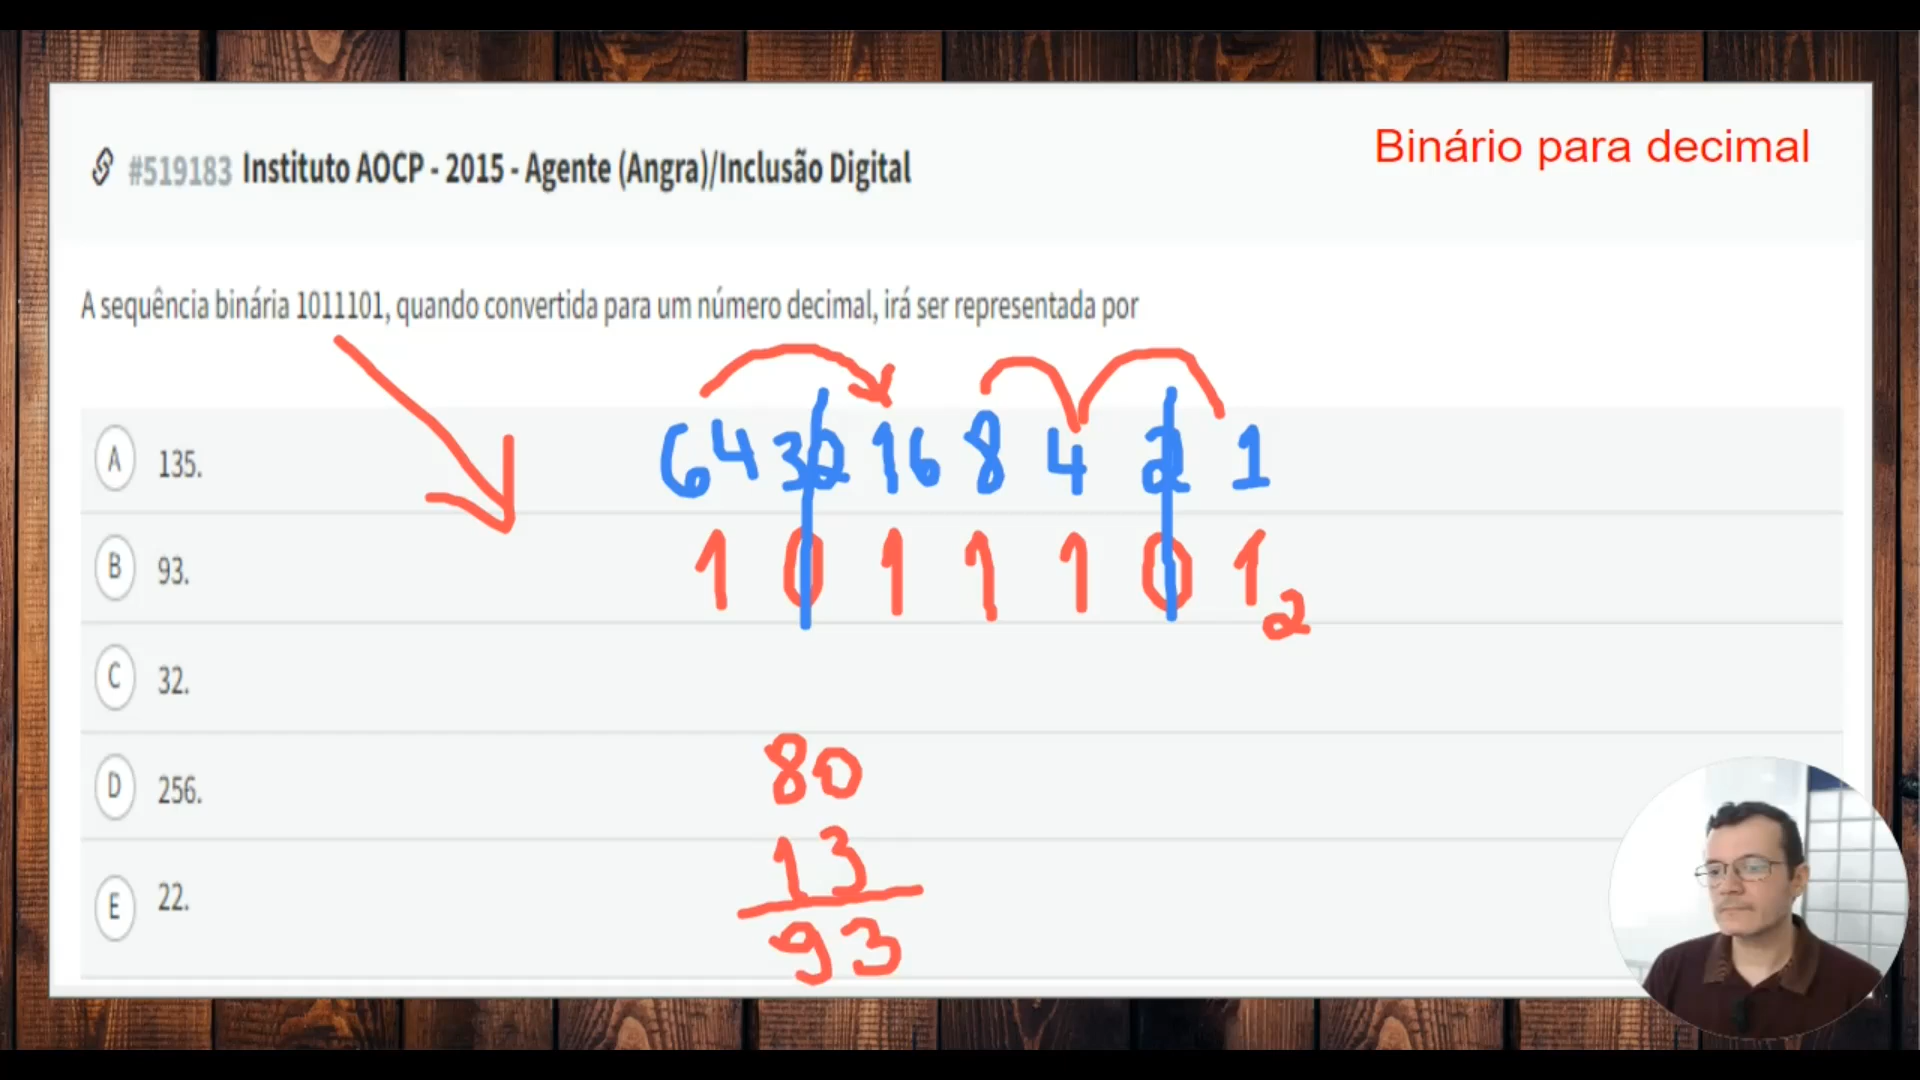 Binário para decimal
#519183 Instituto AOCP - 2015 - Agente (Angra)/Inclusão Digital
A sequência binária 1011101, quando convertida para um número decimal, irá ser representada por
64 32 16 8 4 2 1
A 135.
1 0 1 1 1 0 1 2
B 93.
C 32.
80
D 256.
13
E 22.
93